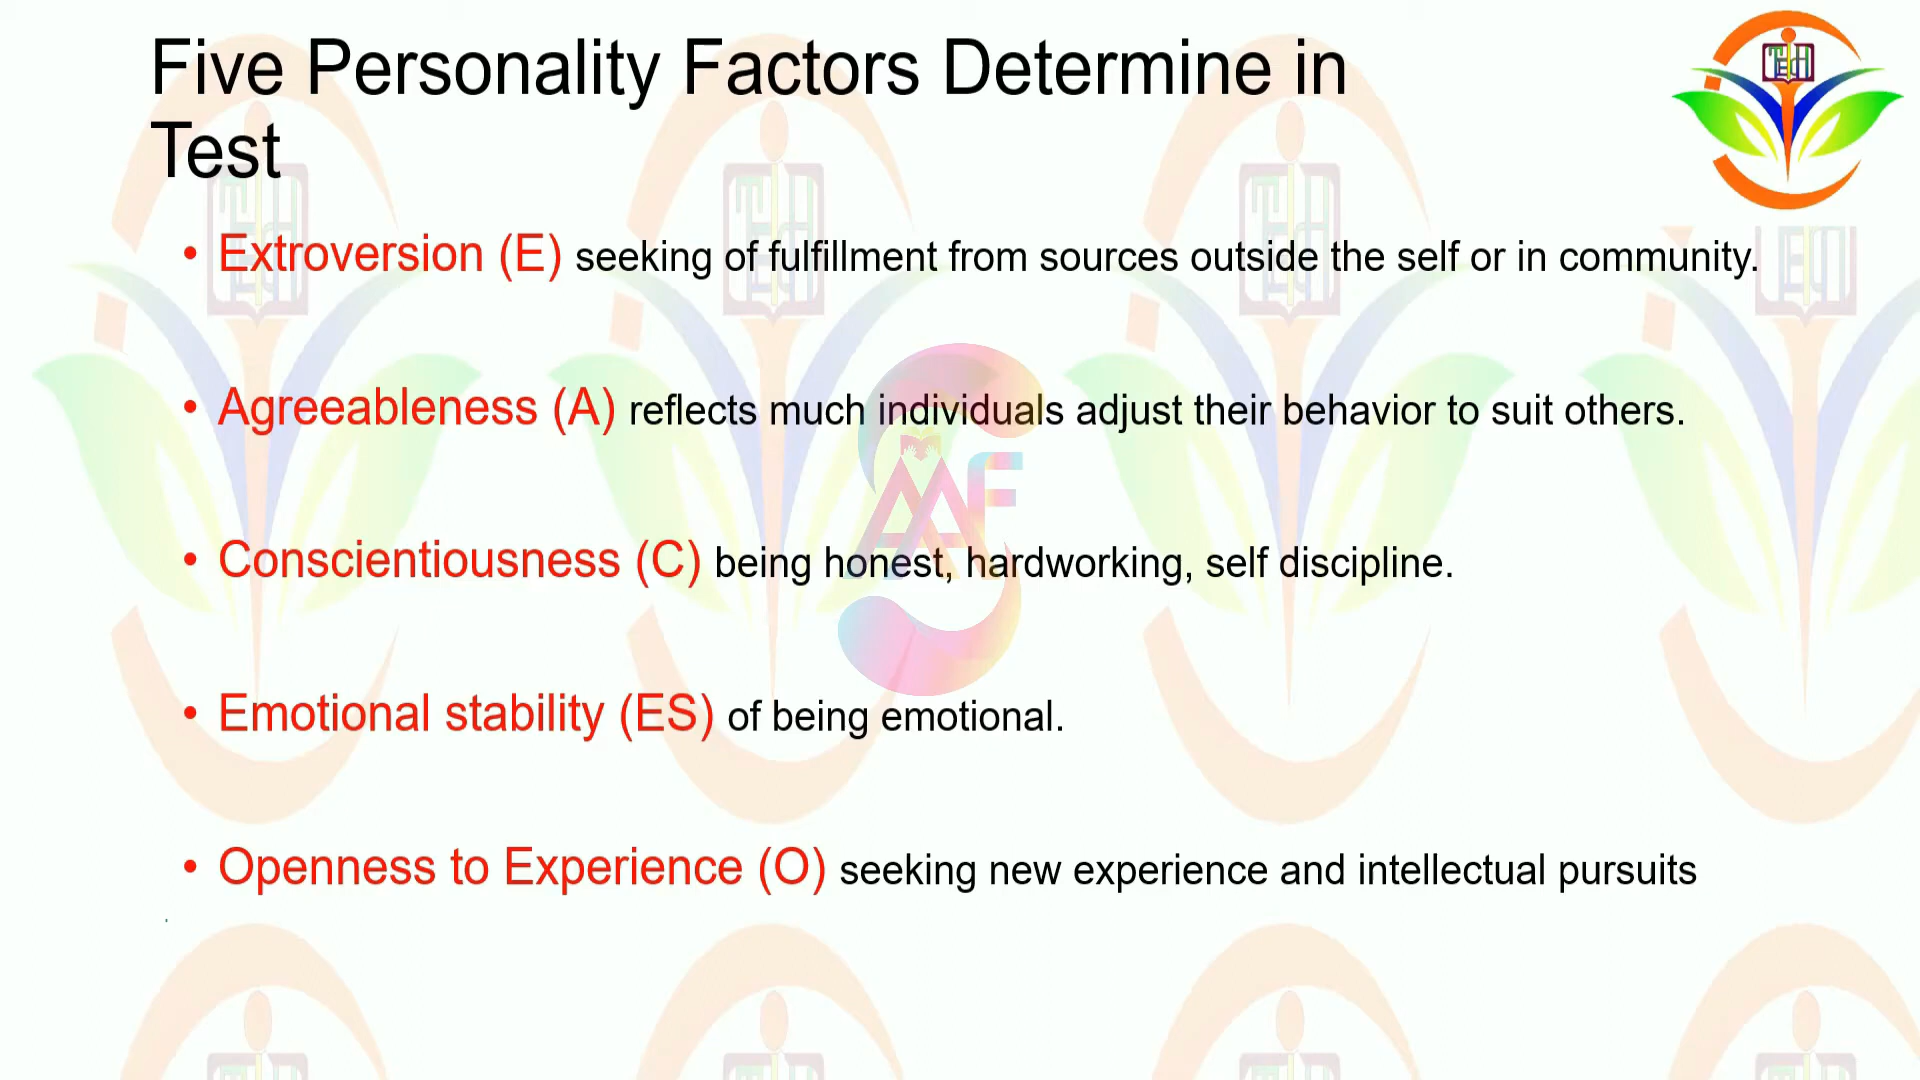 Five Personality Factors Determine in
Test
TECH
• Extroversion (E) seeking of fulfillment from sources outside the self or in community.
• Agreeableness (A) reflects much individuals adjust their behavior to suit others.
AAF
• Conscientiousness (C) being honest, hardworking, self discipline.
• Emotional stability (ES) of being emotional.
• Openness to Experience (O) seeking new experience and intellectual pursuits